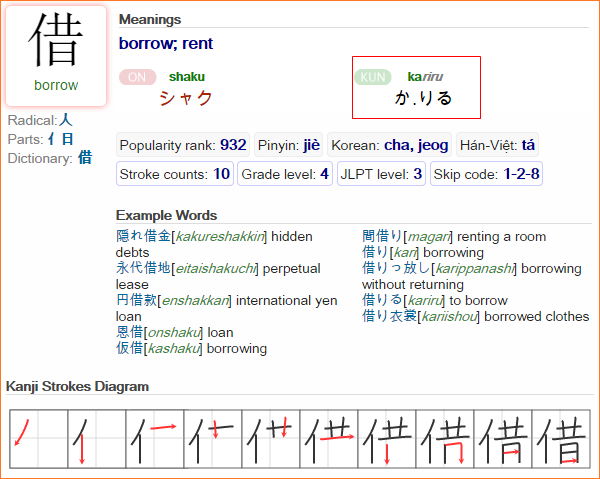 借
borrow
Radical:人
Parts: 亻日
Dictionary: 借
Meanings
borrow; rent
ON shaku
シャク
KUN kariru
か.りる
Popularity rank: 932 Pinyin: jiè Korean: cha, jeog Hán-Việt: tá
Stroke counts: 10 Grade level: 4 JLPT level: 3 Skip code: 1-2-8
Example Words
隠れ借金[kakureshakkin] hidden
debts
永代借地[eitaishakuchi] perpetual
lease
円借款[enshakkan] international yen
loan
恩借[onshaku] loan
仮借[kashaku] borrowing
間借り[magari] renting a room
借り[kari] borrowing
借りっ放し[karippanashi] borrowing
without returning
借りる[kariru] to borrow
借り衣裳[kariishou] borrowed clothes
Kanji Strokes Diagram